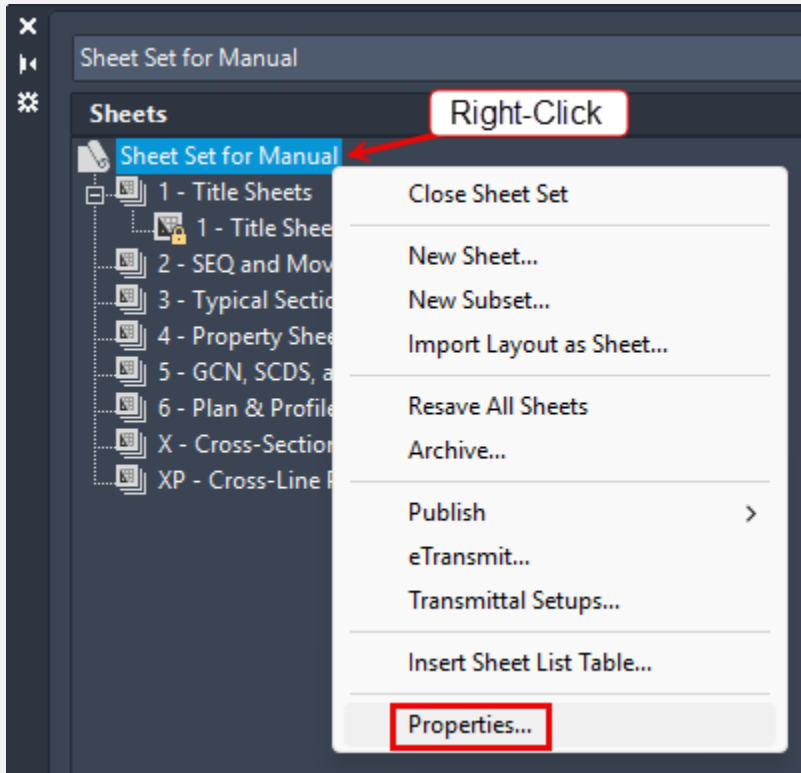 Sheet Set for Manual
Sheets
Right-Click
Sheet Set for Manual
1 - Title Sheets
1 - Title Shee
2 - SEQ and Mov
3 - Typical Sectio
4 - Property Shee
5 - GCN, SCDS, a
6 - Plan & Profile
X - Cross-Section
XP - Cross-Line
Close Sheet Set
New Sheet...
New Subset...
Import Layout as Sheet...
Resave All Sheets
Archive...
Publish
eTransmit...
Transmittal Setups...
Insert Sheet List Table...
Properties...